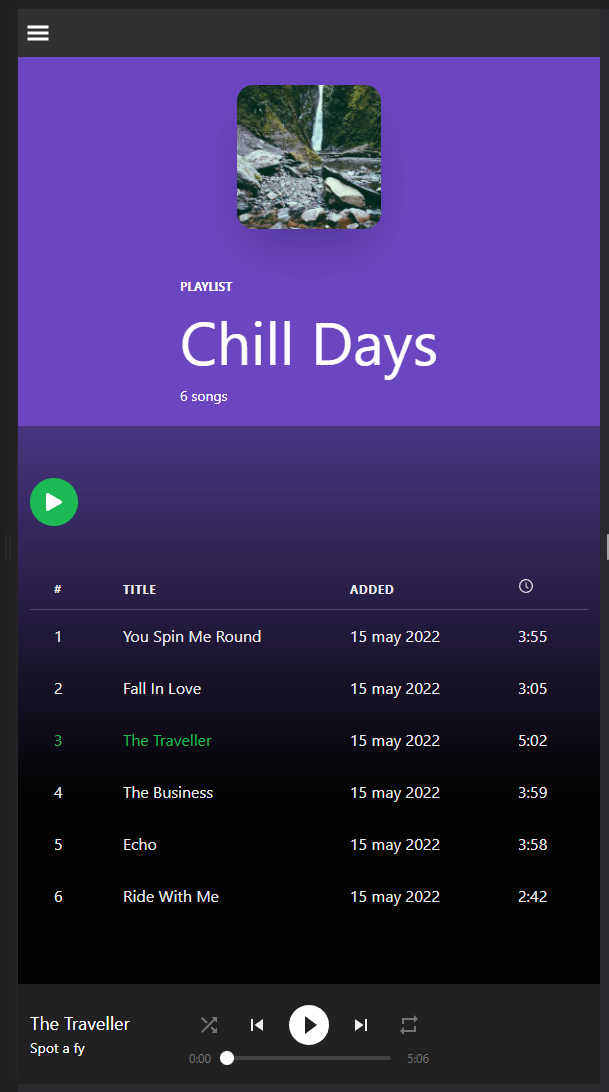 PLAYLIST
Chill Days
6 songs
# TITLE ADDED
1 You Spin Me Round 15 may 2022 3:55
2 Fall In Love 15 may 2022 3:05
3 The Traveller 15 may 2022 5:02
4 The Business 15 may 2022 3:59
5 Echo 15 may 2022 3:58
6 Ride With Me 15 may 2022 2:42
The Traveller
Spot a fy
0:00 5:06